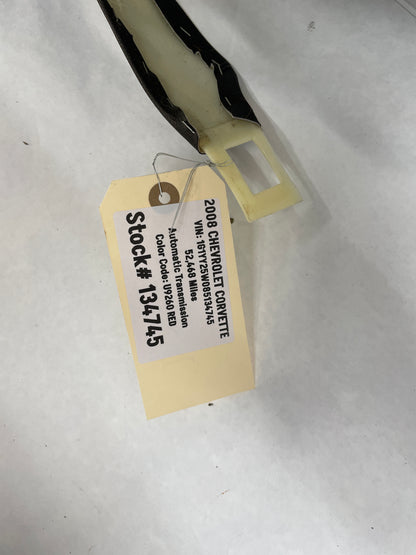 2008 CHEVROLET CORVETTE
VIN: 1G1YY25W085134745
52,468 Miles
Automatic Transmission
Color Code: U9260 RED
Stock# 134745